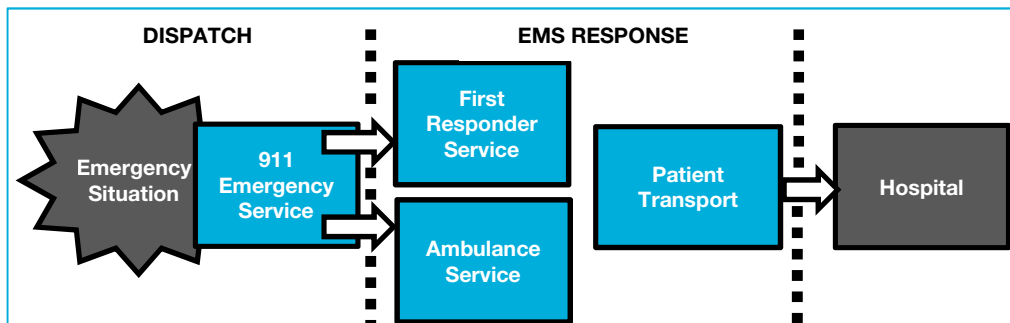 DISPATCH
EMS RESPONSE
Emergency
Situation
911
Emergency
Service
First
Responder
Service
Ambulance
Service
Patient
Transport
Hospital